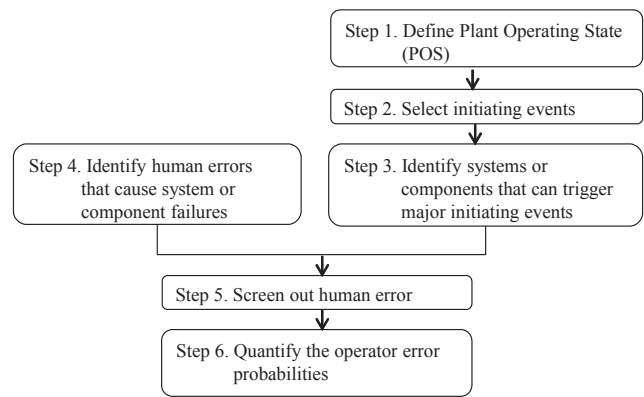 Step 1. Define Plant Operating State
(POS)
Step 2. Select initiating events
Step 4. Identify human errors
that cause system or
component failures
Step 3. Identify systems or
components that can trigger
major initiating events
Step 5. Screen out human error
Step 6. Quantify the operator error
probabilities